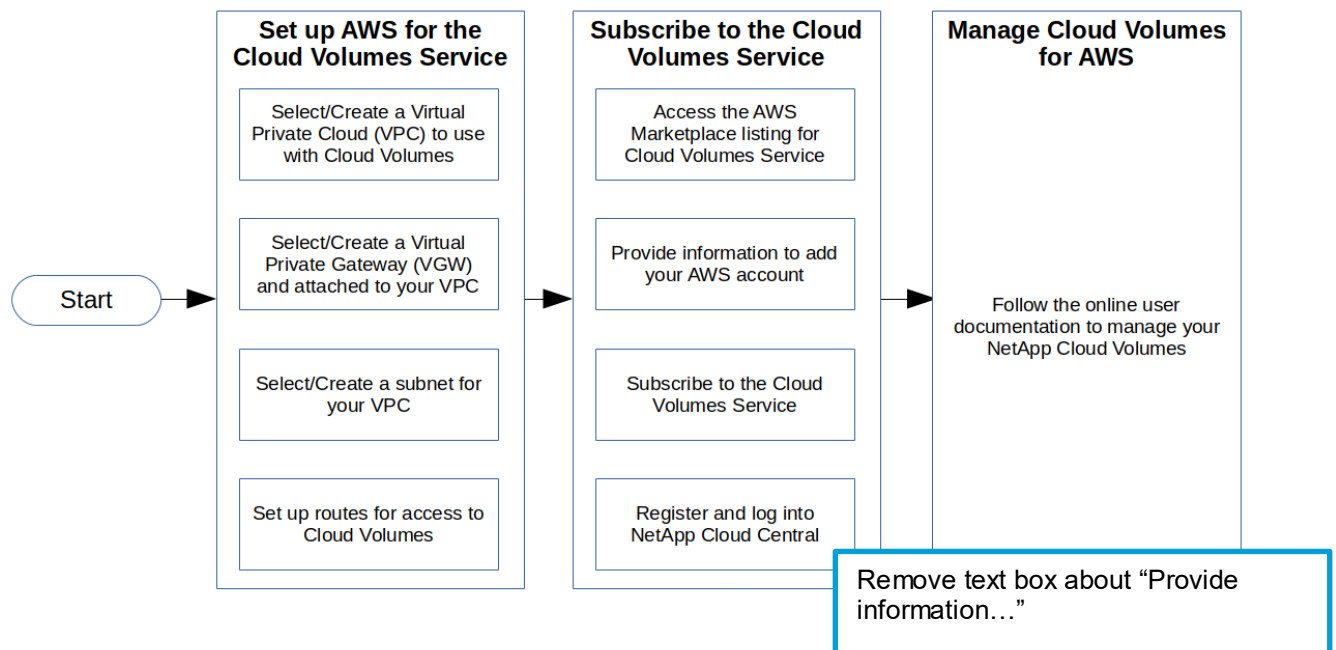 Start
Set up AWS for the
Cloud Volumes Service
Select/Create a Virtual
Private Cloud (VPC) to use
with Cloud Volumes
Select/Create a Virtual
Private Gateway (VGW)
and attached to your VPC
Select/Create a subnet for
your VPC
Set up routes for access to
Cloud Volumes
Subscribe to the Cloud
Volumes Service
Access the AWS
Marketplace listing for
Cloud Volumes Service
Provide information to add
your AWS account
Subscribe to the Cloud
Volumes Service
Register and log into
NetApp Cloud Central
Manage Cloud Volumes
for AWS
Follow the online user
documentation to manage your
NetApp Cloud Volumes
Remove text box about “Provide
information…”